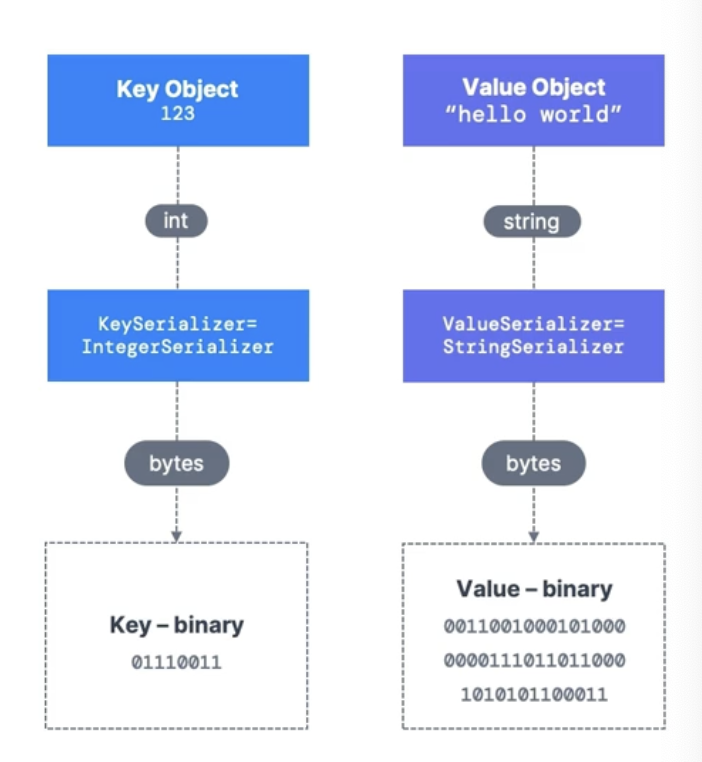 Key Object
123
int
KeySerializer=
IntegerSerializer
bytes
Key – binary
01110011
Value Object
“hello world”
string
ValueSerializer=
StringSerializer
bytes
Value – binary
0011001000101000
0000111011011000
1010101100011